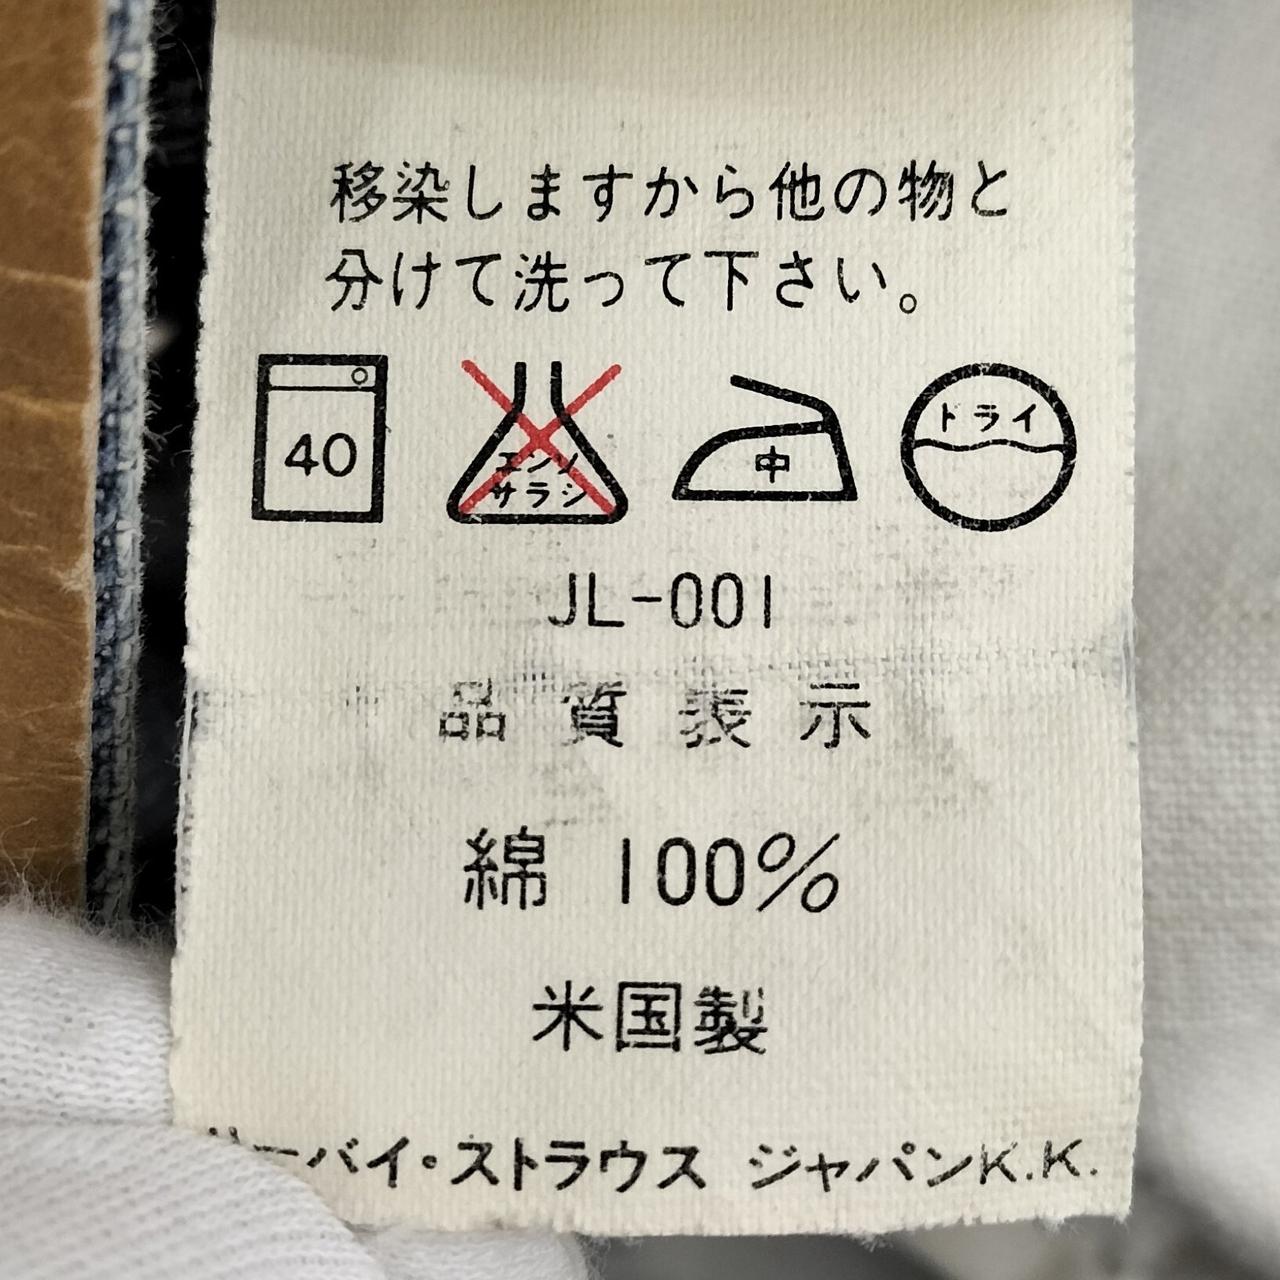 移染しますから他の物と
分けて洗って下さい。
40
エンソ
サラシ
中
ドライ
JL-001
品質表示
綿 100%
米国製
リーバイ・ストラウス ジャパンK.K.